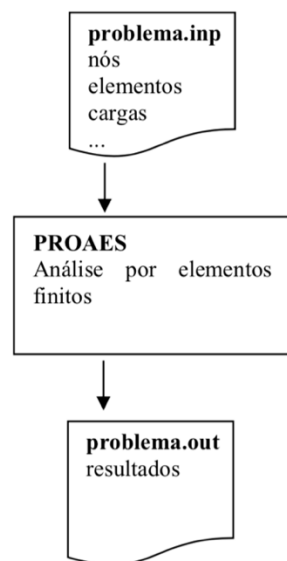 problema.inp
nós
elementos
cargas
...
PROAES
Análise por elementos
finitos
problema.out
resultados